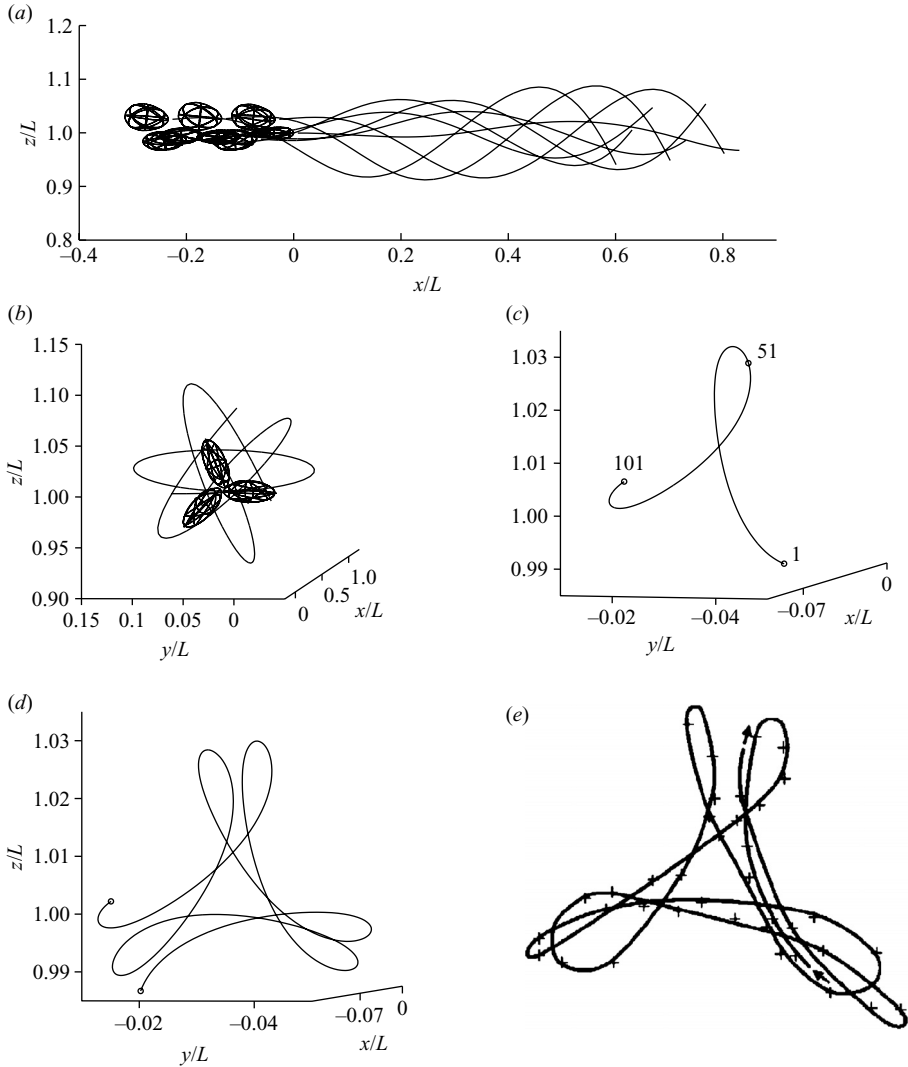 (a)
1.2
1.1
1.0
0.9
0.8
z/L
–0.4 –0.2 0 0.2 0.4 0.6 0.8
x/L
(b)
1.15
1.10
1.05
1.00
0.95
0.90
z/L
0.15 0.1 0.05 0
0 0.5 1.0
y/L
x/L
(c)
1.03
1.02
1.01
1.00
0.99
51
101
1
–0.02 –0.04 –0.07 0
y/L
x/L
(d)
1.03
1.02
1.01
1.00
0.99
z/L
–0.02 –0.04 –0.07 0
y/L
x/L
(e)